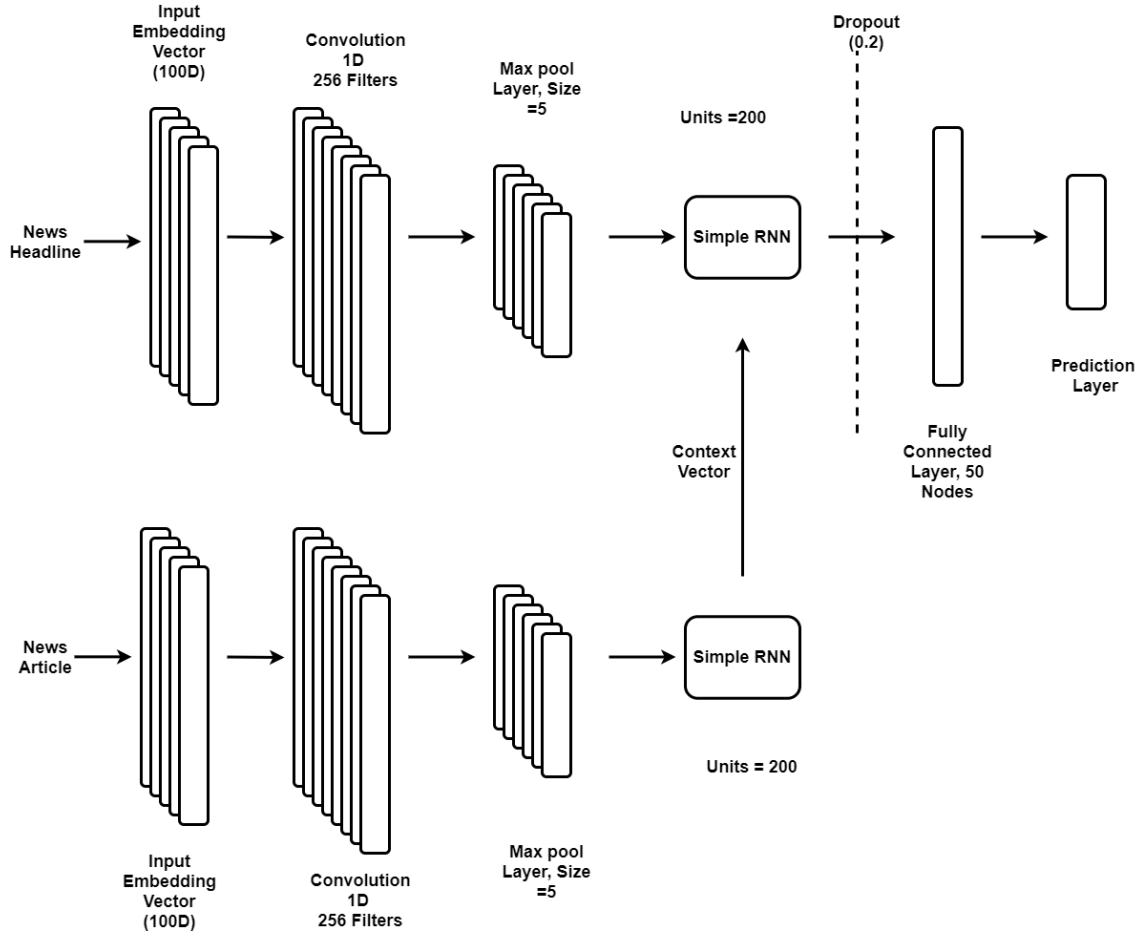 Input
Embedding
Vector
(100D)
Convolution
1D
256 Filters
Max pool
Layer, Size
=5
Units =200
Dropout
(0.2)
News
Headline
Simple RNN
Prediction
Layer
Fully
Connected
Layer, 50
Nodes
Context
Vector
News
Article
Simple RNN
Units = 200
Input
Embedding
Vector
(100D)
Convolution
1D
256 Filters
Max pool
Layer, Size
=5